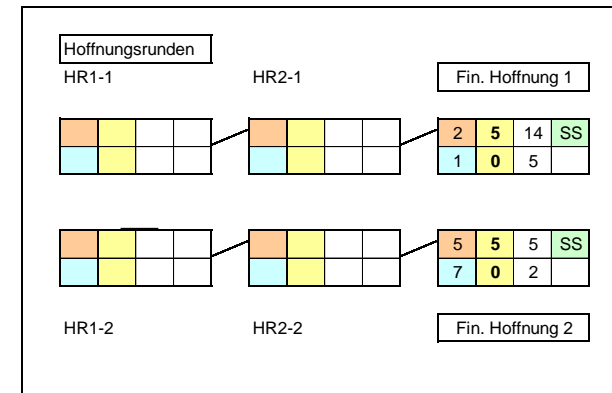 Hoffnungsrunden
HR1-1 HR2-1 Fin. Hoffnung 1
2 5 14 SS
1 0 5
5 5 5 SS
7 0 2
HR1-2 HR2-2 Fin. Hoffnung 2